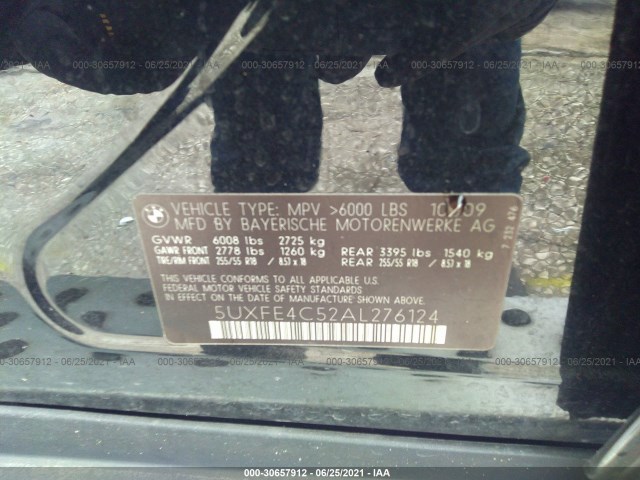 000-30657912 - 06/25/2021 - IAA
BMW
VEHICLE TYPE: MPV >6000 LBS 10/09
MFD BY BAYERISCHE MOTORENWERKE AG
GVWR 6008 lbs 2725 kg
GAWR FRONT 2778 lbs 1260 kg REAR 3395 lbs 1540 kg
TIRE/RIM FRONT 255/55 R18 / 8.5J x 18 REAR 255/55 R18 / 8.5J x 18
THIS VEHICLE CONFORMS TO ALL APPLICABLE U.S.
FEDERAL MOTOR VEHICLE SAFETY STANDARDS
IN EFFECT ON THE DATE OF MANUFACTURE SHOWN ABOVE.
5UXFE4C52AL276124
000-30657912 - 06/25/2021 - IAA